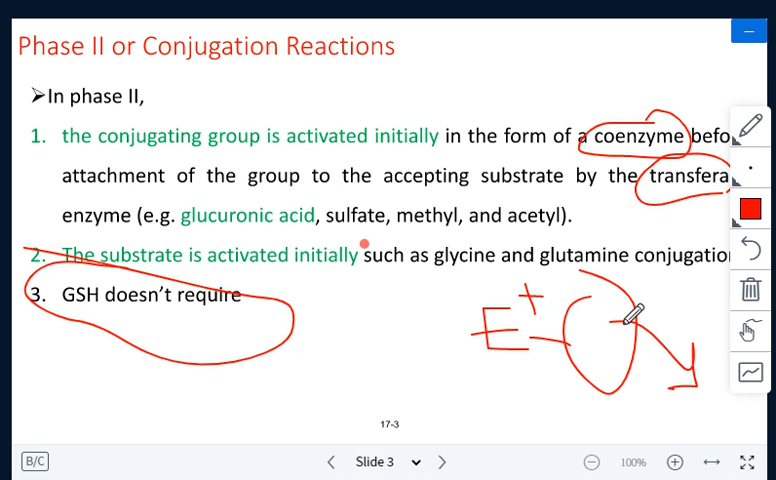 Phase II or Conjugation Reactions
➤In phase II,
1. the conjugating group is activated initially in the form of a coenzyme befo
attachment of the group to the accepting substrate by the transfera
enzyme (e.g. glucuronic acid, sulfate, methyl, and acetyl).
2. The substrate is activated initially such as glycine and glutamine conjugatio
3. GSH doesn't require
E+
17-3
B/C
Slide 3
100%